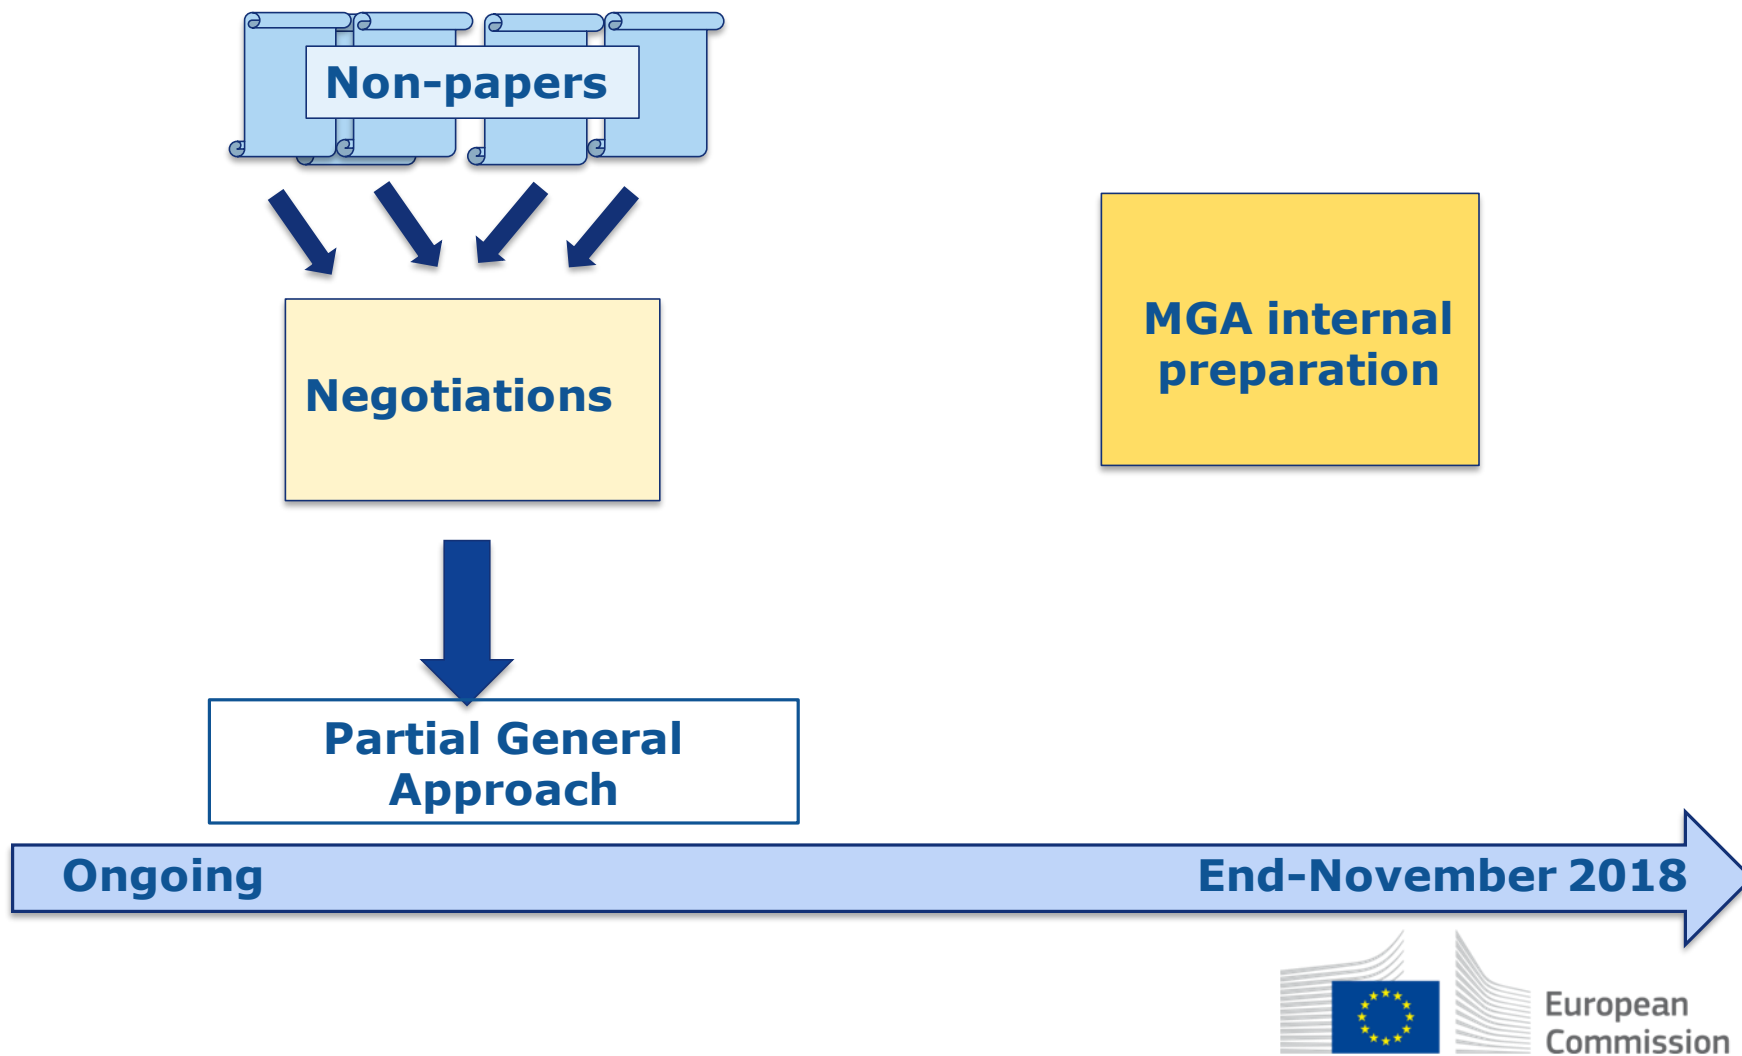 Non-papers
Negotiations
MGA internal
preparation
Partial General
Approach
Ongoing
End-November 2018
European
Commission